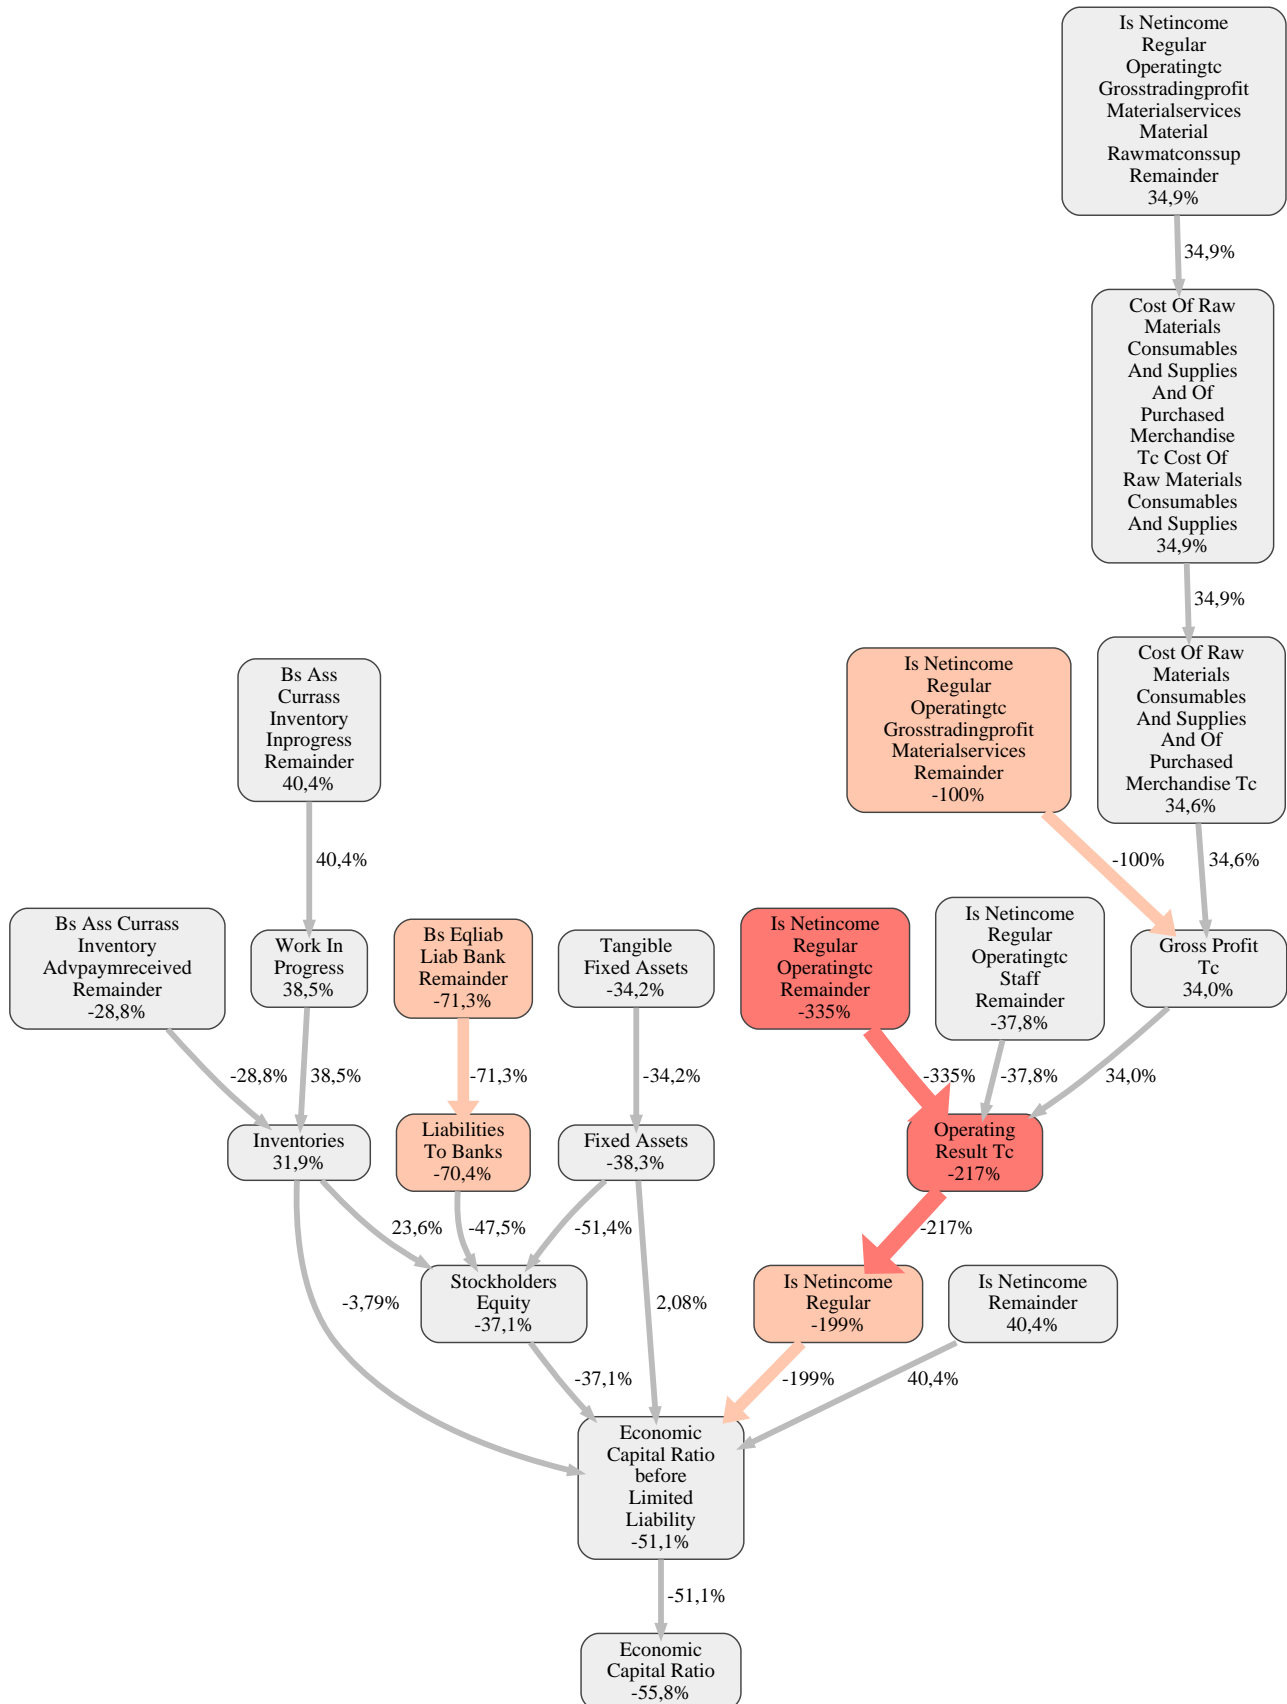 Is Netincome
Regular
Operatingtc
Grosstradingprofit
Materialservices
Material
Rawmatconssup
Remainder
34,9%
34,9%
Cost Of Raw
Materials
Consumables
And Supplies
And Of
Purchased
Merchandise
Tc Cost Of
Raw Materials
Consumables
And Supplies
34,9%
34,9%
Bs Ass
Currass
Inventory
Inprogress
Remainder
40,4%
Is Netincome
Regular
Operatingtc
Grosstradingprofit
Materialservices
Remainder
-100%
Cost Of Raw
Materials
Consumables
And Supplies
And Of
Purchased
Merchandise Tc
34,6%
40,4%
-100%
34,6%
Bs Ass Currass
Inventory
Advpaymreceived
Remainder
-28,8%
Work In
Progress
38,5%
Bs Eqliab
Liab Bank
Remainder
-71,3%
Tangible
Fixed Assets
-34,2%
Is Netincome
Regular
Operatingtc
Remainder
-335%
Is Netincome
Regular
Operatingtc
Staff
Remainder
-37,8%
Gross Profit
Tc
34,0%
-28,8%
38,5%
-71,3%
-34,2%
-335%
-37,8%
34,0%
Inventories
31,9%
Liabilities
To Banks
-70,4%
Fixed Assets
-38,3%
Operating
Result Tc
-217%
23,6%
-47,5%
-51,4%
-217%
-3,79%
Stockholders
Equity
-37,1%
2,08%
Is Netincome
Regular
-199%
Is Netincome
Remainder
40,4%
-37,1%
-199%
40,4%
Economic
Capital Ratio
before
Limited
Liability
-51,1%
-51,1%
Economic
Capital Ratio
-55,8%